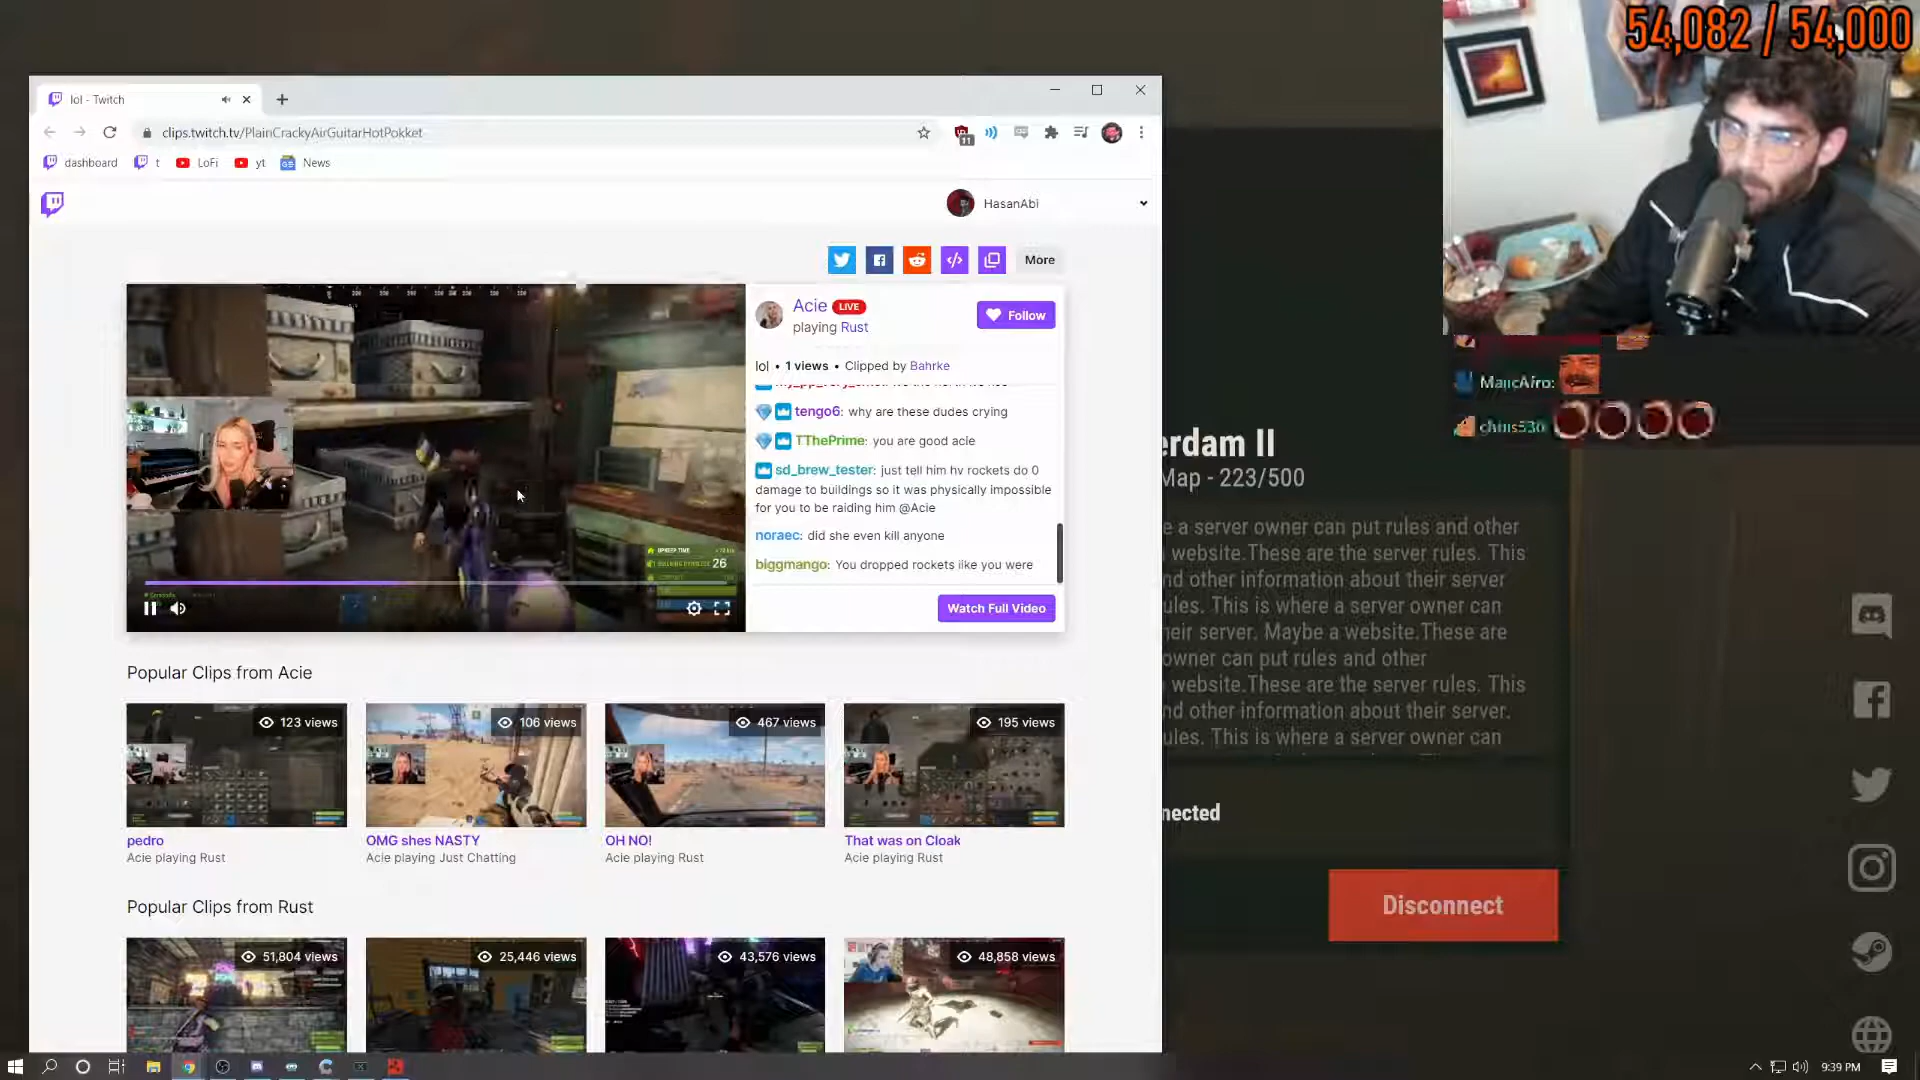 54,082 / 54,000
lol - Twitch
clips.twitch.tv/PlainCrackyAirGuitarHotPokket
11
dashboard
t
LoFi
yt
News
HasanAbi
More
Acie LIVE
playing Rust
Follow
lol • 1 views • Clipped by Bahrke
tengo6: why are these dudes crying
TThePrime: you are good acie
sd_brew_tester: just tell him hv rockets do 0
damage to buildings so it was physically impossible
for you to be raiding him @Acie
noraec: did she even kill anyone
biggmango: You dropped rockets like you were
Watch Full Video
UPKEEP TIME
BUILDING PRIVILEGE
26
erdam II
Map - 223/500
e a server owner can put rules and other
website.These are the server rules. This
nd other information about their server
ules. This is where a server owner can
heir server. Maybe a website.These are
owner can put rules and other
website.These are the server rules. This
nd other information about their server.
ules. This is where a server owner can
nected
Disconnect
Popular Clips from Acie
123 views
106 views
467 views
195 views
pedro
OMG shes NASTY
OH NO!
That was on Cloak
Acie playing Rust
Acie playing Just Chatting
Acie playing Rust
Acie playing Rust
Popular Clips from Rust
51,804 views
25,446 views
43,576 views
48,858 views
9:39 PM